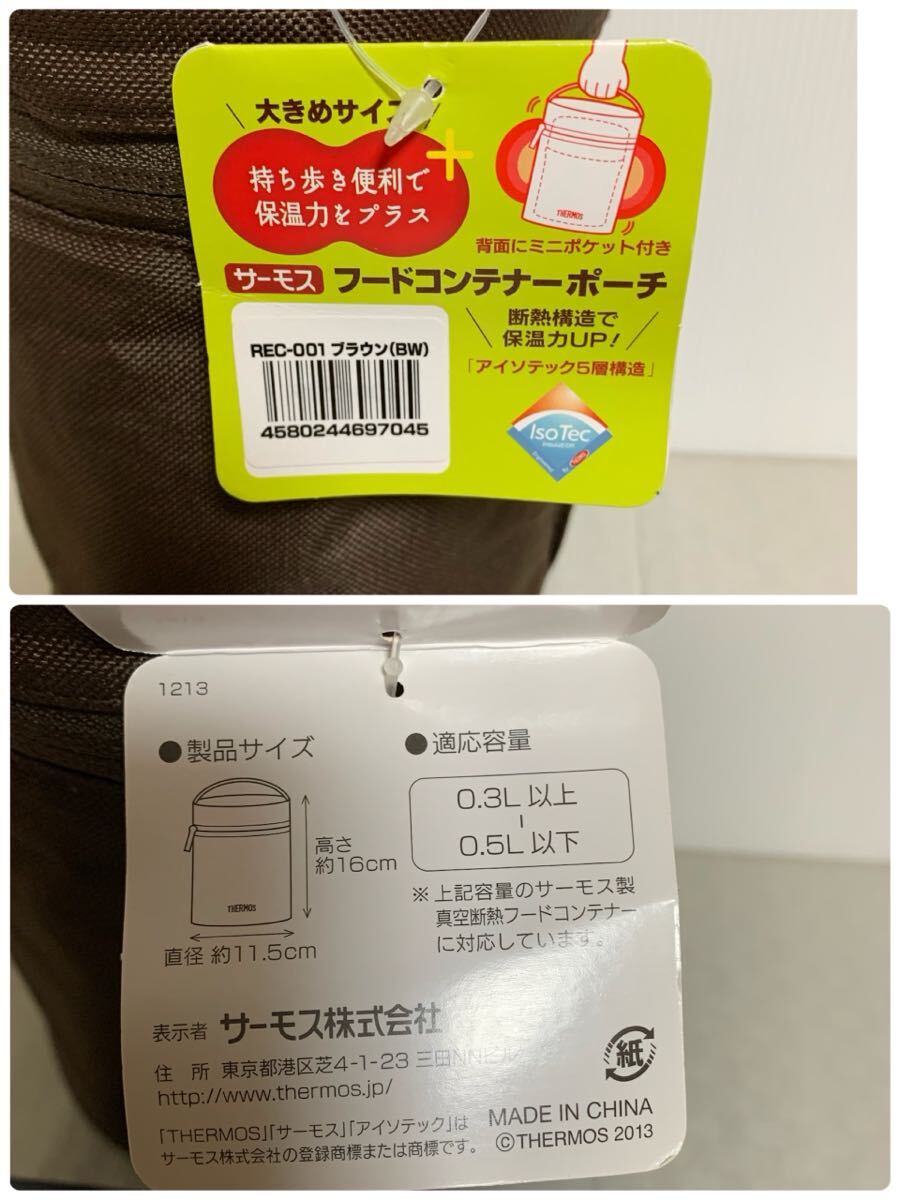 大きめサイズ
持ち歩き便利で
保温力をプラス
THERMOS
背面にミニポケット付き
サーモス フードコンテナーポーチ
REC-001 ブラウン(BW)
4580244697045
断熱構造で
保温力UP!
「アイソテック5層構造」
IsoTec
1213
●製品サイズ
高さ
約16cm
THERMOS
直径 約11.5cm
●適応容量
0.3L 以上
0.5L 以下
※上記容量のサーモス製
真空断熱フードコンテナー
に対応しています。
表示者 サーモス株式会社
住 所 東京都港区芝4-1-23 三田NNビル
http://www.thermos.jp/
紙
「THERMOS」「サーモス」「アイソテック」は
サーモス株式会社の登録商標または商標です。
MADE IN CHINA
©THERMOS 2013